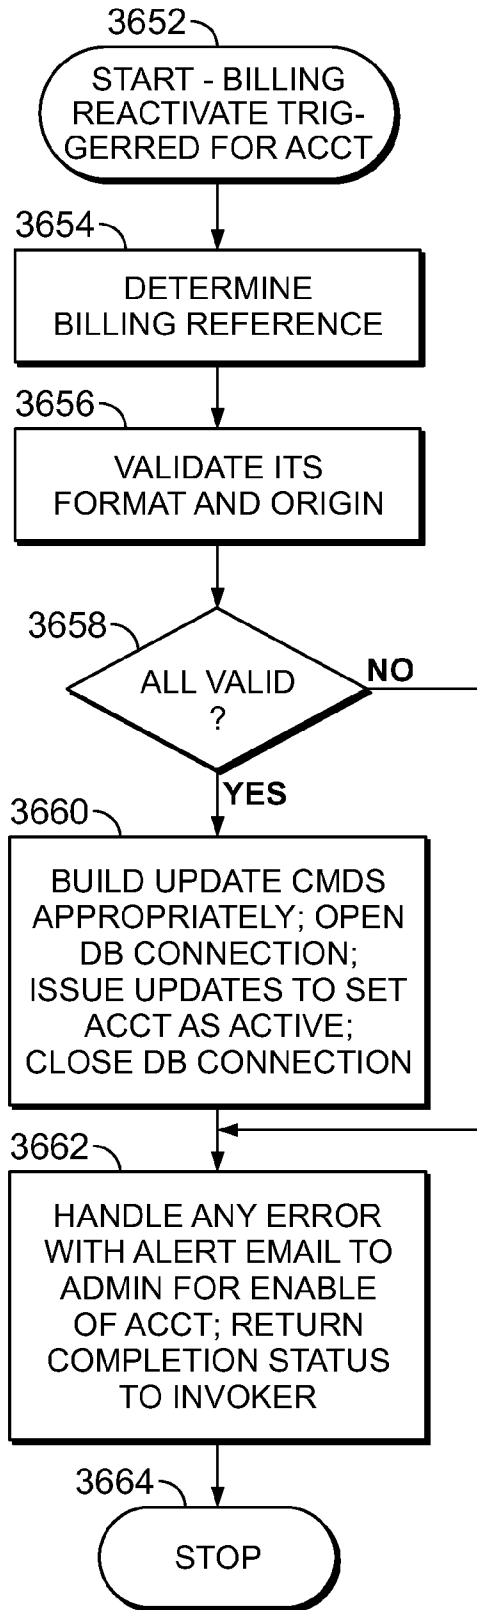 3652
START - BILLING
REACTIVATE TRIG-
GERRED FOR ACCT
3654
DETERMINE
BILLING REFERENCE
3656
VALIDATE ITS
FORMAT AND ORIGIN
3658
ALL VALID
?
NO
YES
3660
BUILD UPDATE CMDS
APPROPRIATELY; OPEN
DB CONNECTION;
ISSUE UPDATES TO SET
ACCT AS ACTIVE;
CLOSE DB CONNECTION
3662
HANDLE ANY ERROR
WITH ALERT EMAIL TO
ADMIN FOR ENABLE
OF ACCT; RETURN
COMPLETION STATUS
TO INVOKER
3664
STOP